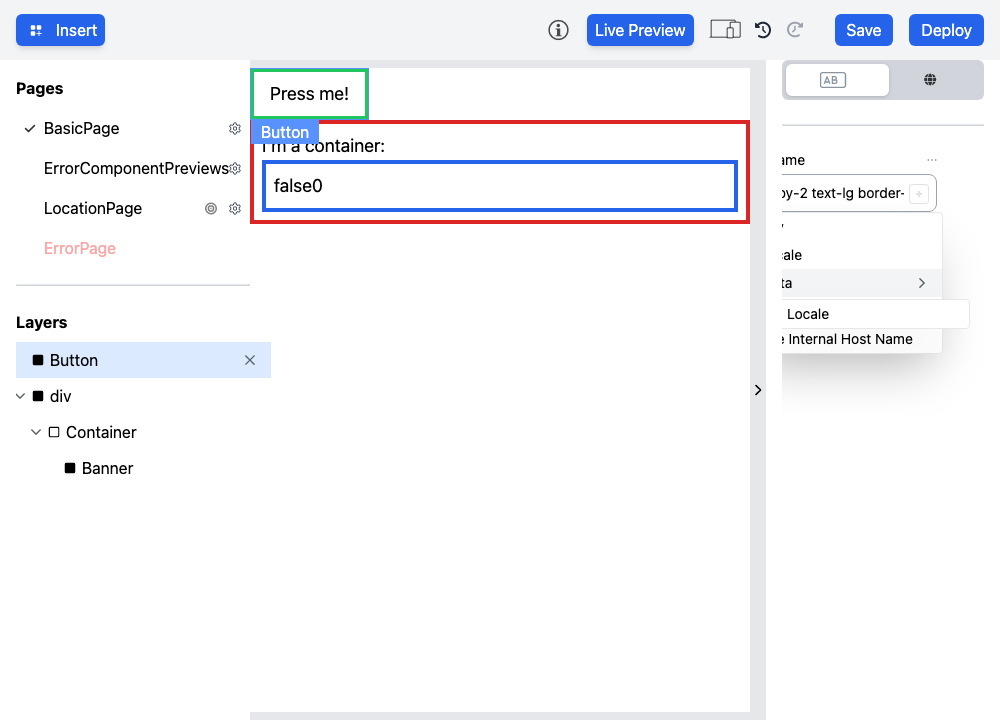 Insert
Live Preview
Save
Deploy
Pages
BasicPage
ErrorComponentPreviews
LocationPage
ErrorPage
Layers
Button
div
Container
Banner
Press me!
Button
I'm a container:
false0
AB
ame
py-2 text-lg border-
ale
ta
Locale
e Internal Host Name